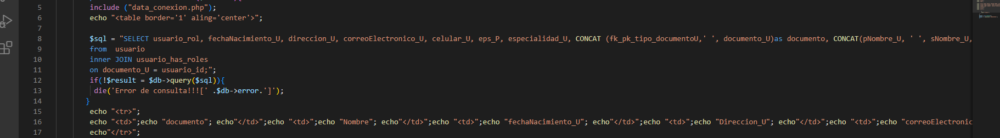 5 include ("data_conexion.php");
6 echo "<table border='1' aling='center'>";
7
8 $sql = "SELECT usuario_rol, fechaNacimiento_U, direccion_U, correoElectronico_U, celular_U, eps_P, especialidad_U, CONCAT (fk_pk_tipo_documentoU,' ', documento_U)as documento, CONCAT(pNombre_U, ' ', sNombre_U,
9 from  usuario
10 inner JOIN usuario_has_roles
11 on documento_U = usuario_id;";
12 if(!$result = $db->query($sql)){
13 die('Error de consulta!!![' .$db->error.']');
14 }
15 echo "<tr>";
16 echo "<td>";echo "documento"; echo"</td>";echo "<td>";echo "Nombre"; echo"</td>";echo "<td>";echo "fechaNacimiento_U"; echo"</td>";echo "<td>";echo "Direccion_U"; echo"</td>";echo "<td>";echo "correoElectronic
17 echo"</tr>";